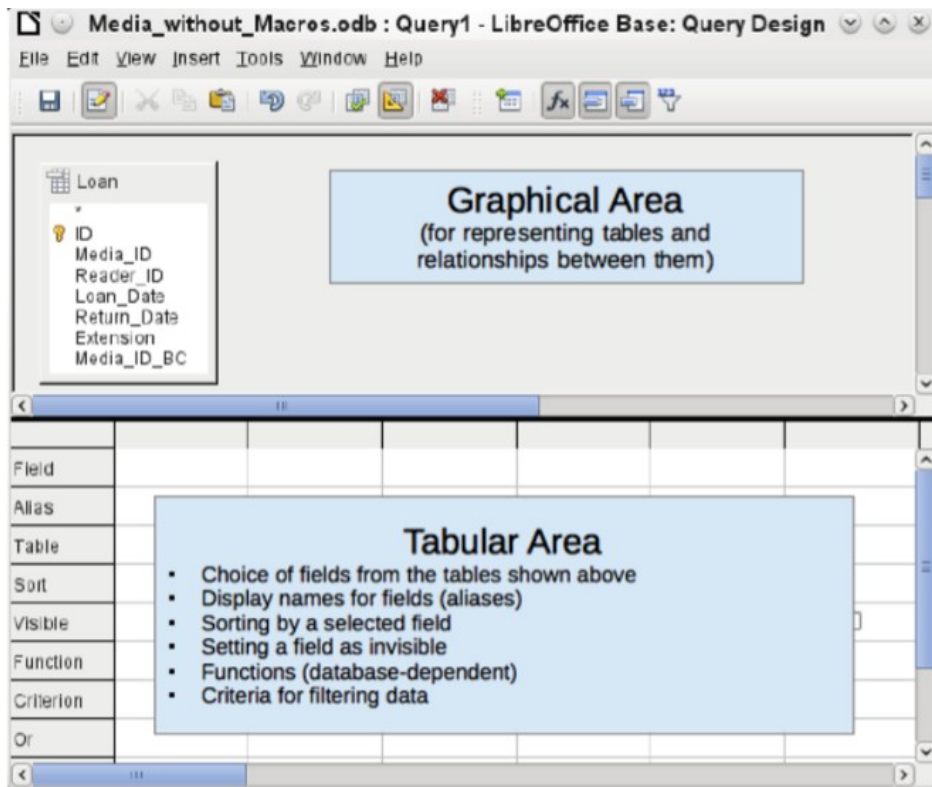 Media_without_Macros.odb : Query1 - LibreOffice Base: Query Design
File Edit View Insert Tools Window Help
Loan
*
ID
Media_ID
Reader_ID
Loan_Date
Return_Date
Extension
Media_ID_BC
Graphical Area
(for representing tables and
relationships between them)
Field
Alias
Table
Sort
Visible
Function
Criterion
Or
Tabular Area
▪ Choice of fields from the tables shown above
▪ Display names for fields (aliases)
▪ Sorting by a selected field
▪ Setting a field as invisible
▪ Functions (database-dependent)
▪ Criteria for filtering data